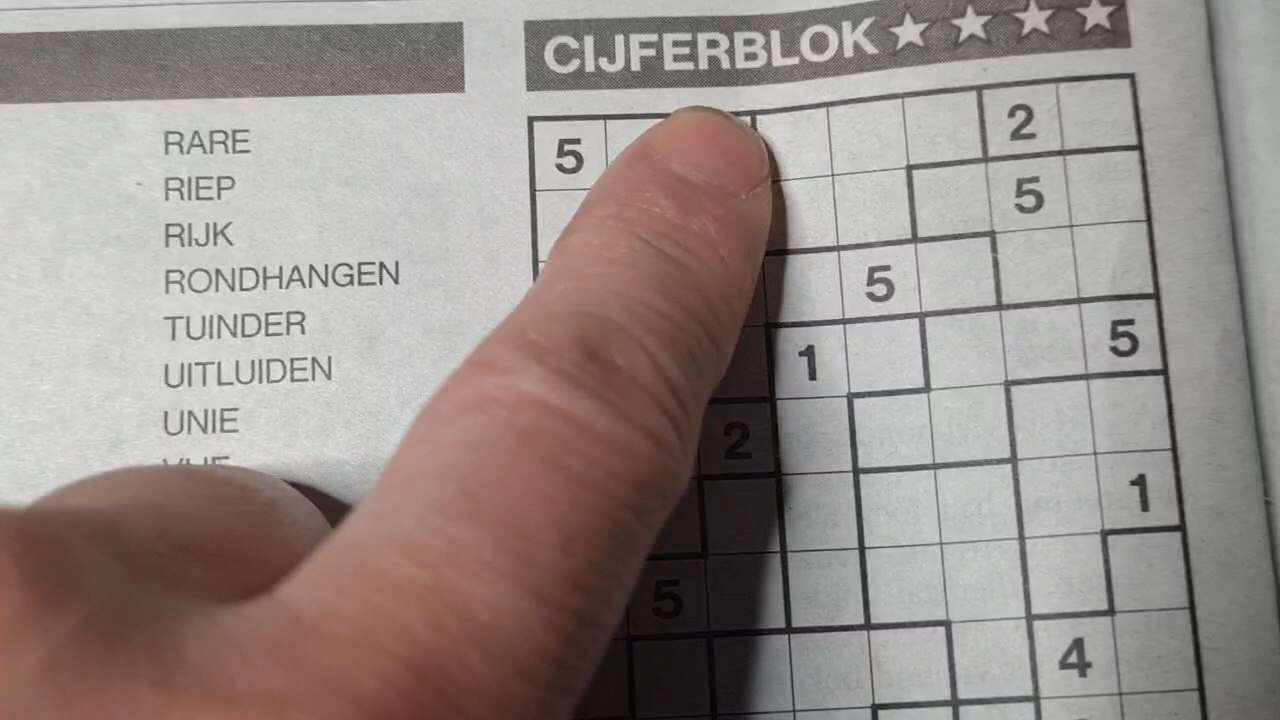 CIJFERBLOK
RARE
RIEP
RIJK
RONDHANGEN
TUINDER
UITLUIDEN
UNIE
5 2
5
5
1 5
2
1
5
4